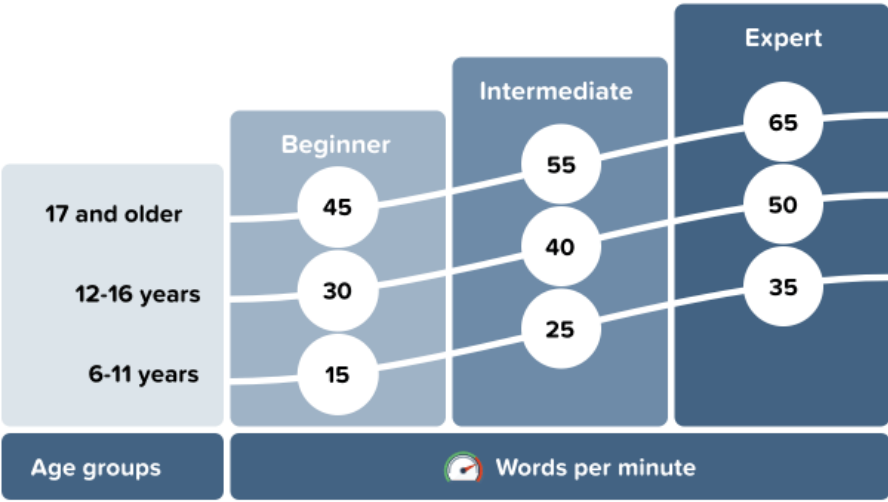 Expert
Intermediate
Beginner
17 and older 45 55 65
12-16 years 30 40 50
6-11 years 15 25 35
Age groups Words per minute